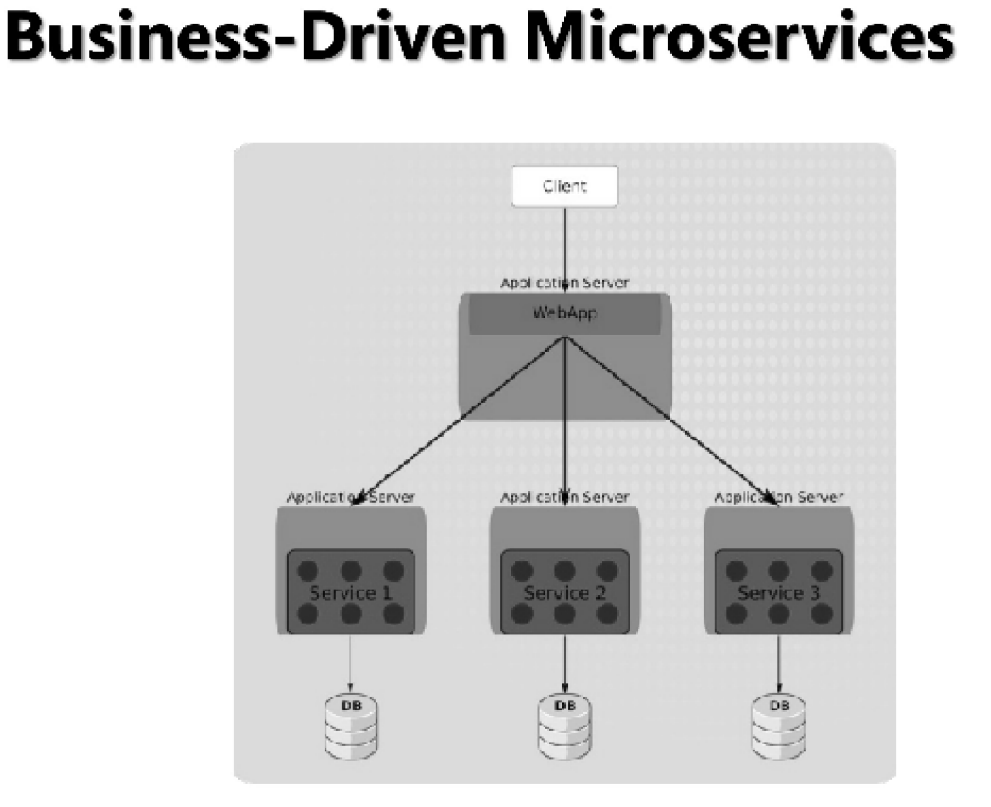 Business-Driven Microservices
Client
Application Server
WebApp
Application Server
Application Server
Application Server
Service 1
Service 2
Service 3
DB
DB
DB